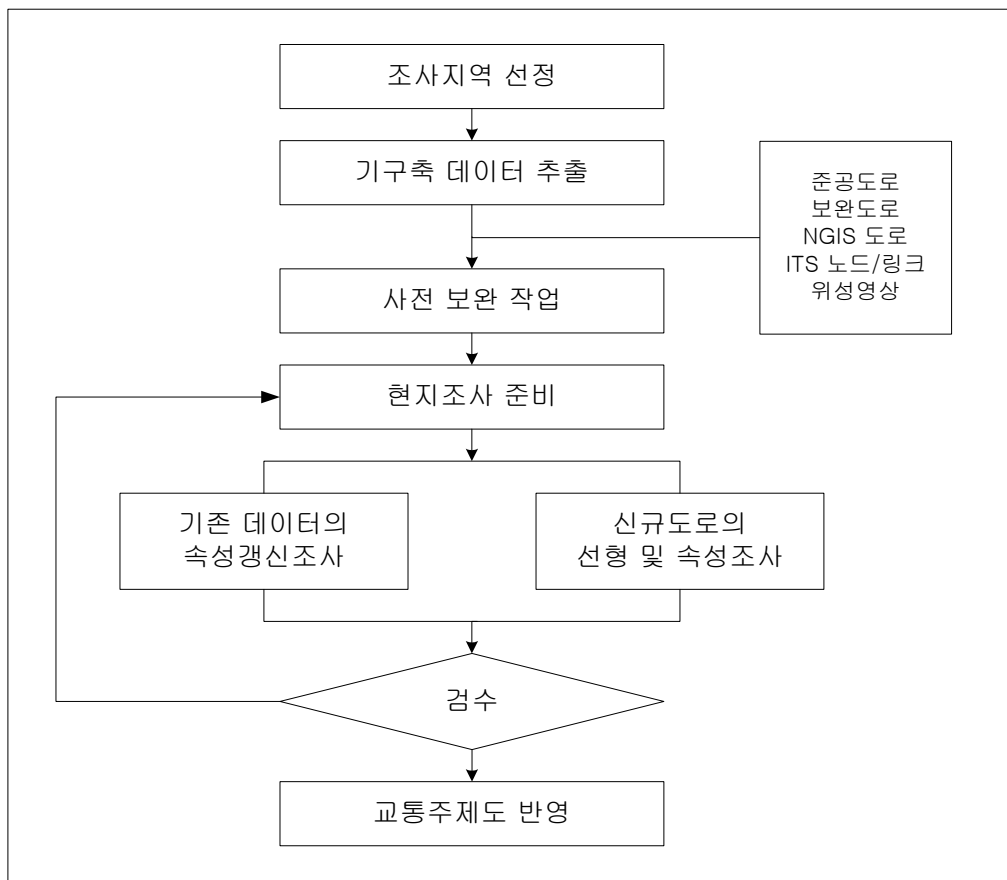 조사지역 선정
기구축 데이터 추출
준공도로
보완도로
NGIS 도로
ITS 노드/링크
위성영상
사전 보완 작업
현지조사 준비
기존 데이터의
속성갱신조사
신규도로의
선형 및 속성조사
검수
교통주제도 반영